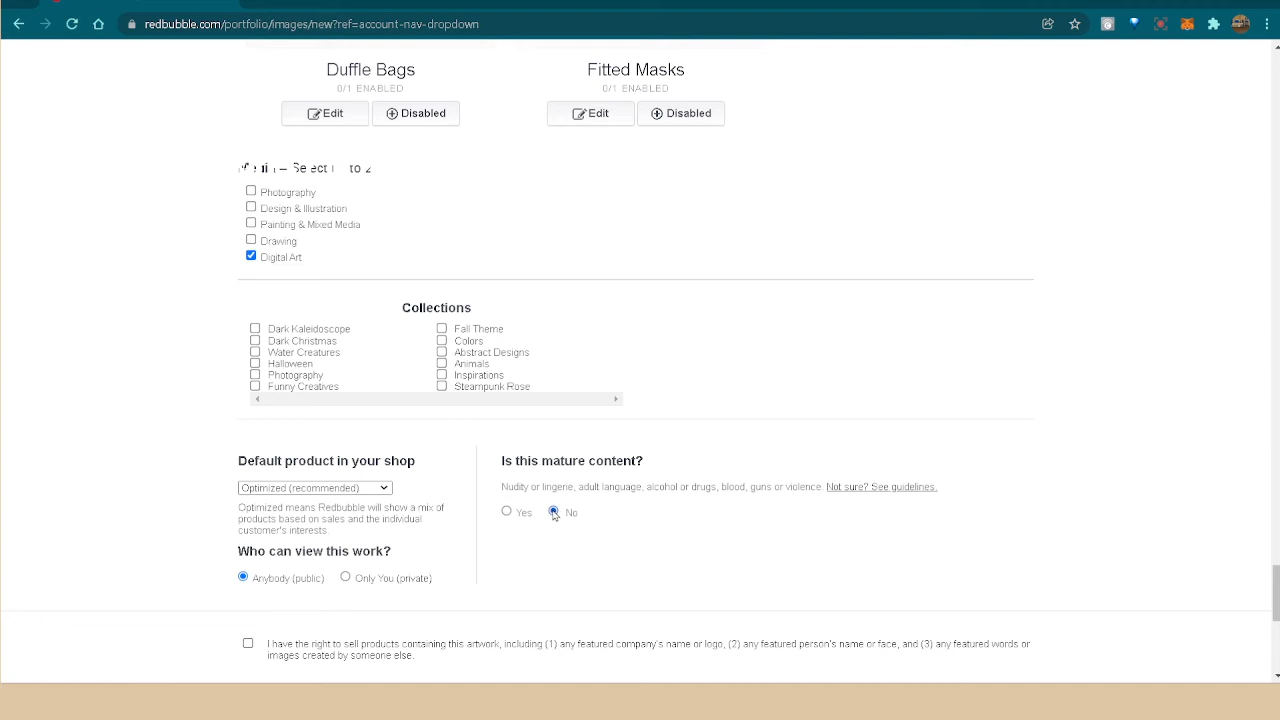 redbubble.com/portfolio/images/new?ref=account-nav-dropdown
Duffle Bags
Fitted Masks
0/1 ENABLED
0/1 ENABLED
Edit
Disabled
Edit
Disabled
Select to 2
Photography
Design & Illustration
Painting & Mixed Media
Drawing
Digital Art
Collections
Dark Kaleidoscope
Dark Christmas
Water Creatures
Halloween
Photography
Funny Creatives
Fall Theme
Colors
Abstract Designs
Animals
Inspirations
Steampunk Rose
Default product in your shop
Optimized (recommended)
Optimized means Redbubble will show a mix of
products based on sales and the individual
customer's interests.
Who can view this work?
Anybody (public)
Only You (private)
Is this mature content?
Nudity or lingerie, adult language, alcohol or drugs, blood, guns or violence. Not sure? See guidelines.
Yes
No
I have the right to sell products containing this artwork, including (1) any featured company's name or logo, (2) any featured person's name or face, and (3) any featured words or
images created by someone else.